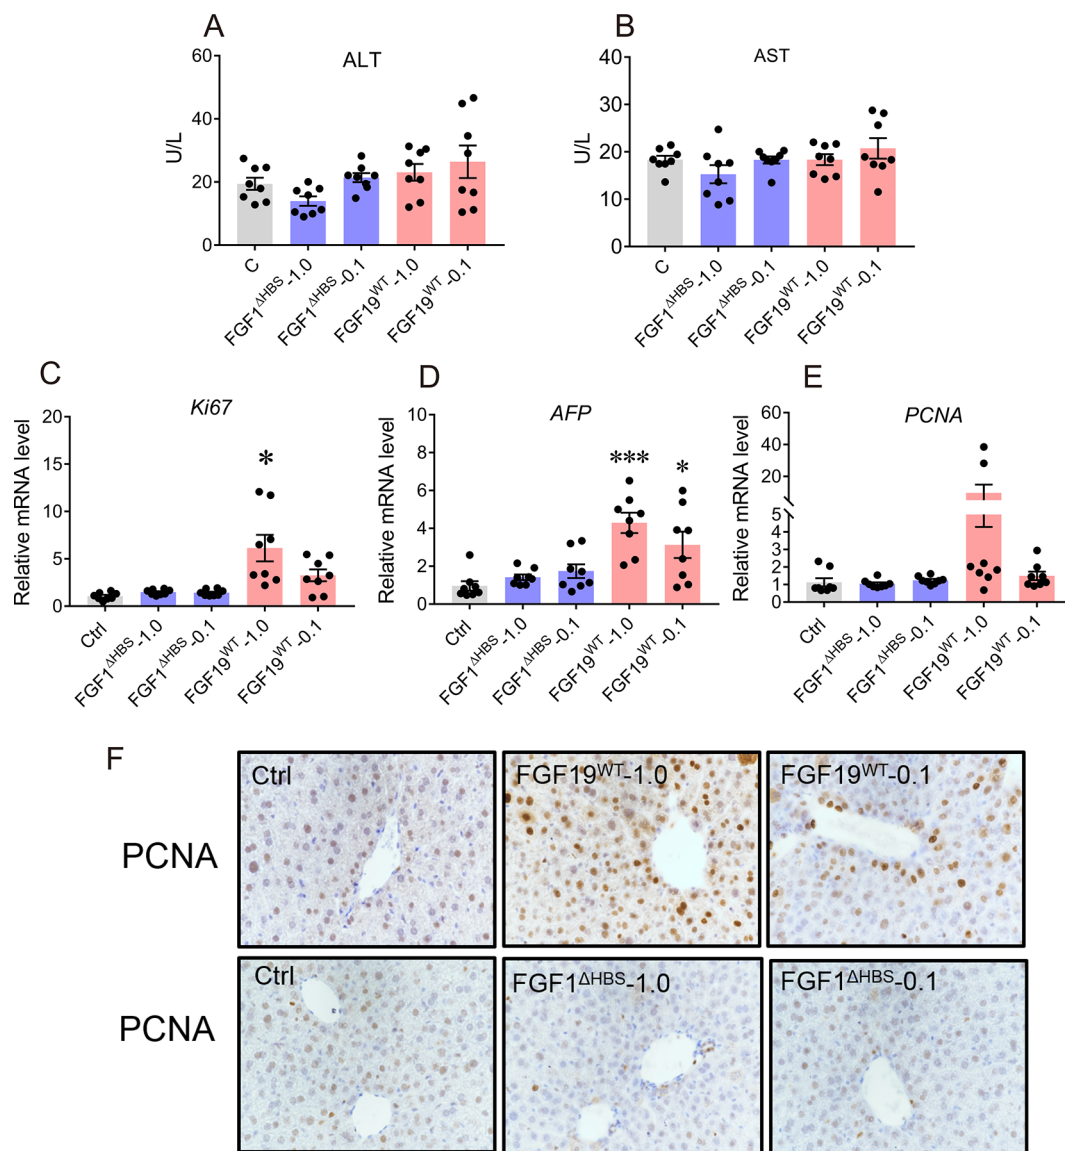 A
ALT
U/L
60
40
20
0
C
FGF1ΔHBS-1.0
FGF1ΔHBS-0.1
FGF19WT-1.0
FGF19WT-0.1
B
AST
U/L
40
30
20
10
0
C
FGF1ΔHBS-1.0
FGF1ΔHBS-0.1
FGF19WT-1.0
FGF19WT-0.1
C
Ki67
Relative mRNA level
20
15
10
5
0
*
Ctrl
FGF1ΔHBS-1.0
FGF1ΔHBS-0.1
FGF19WT-1.0
FGF19WT-0.1
D
AFP
Relative mRNA level
10
8
6
4
2
0
***
*
Ctrl
FGF1ΔHBS-1.0
FGF1ΔHBS-0.1
FGF19WT-1.0
FGF19WT-0.1
E
PCNA
Relative mRNA level
60
40
20
5
4
3
2
1
0
Ctrl
FGF1ΔHBS-1.0
FGF1ΔHBS-0.1
FGF19WT-1.0
FGF19WT-0.1
F
PCNA
Ctrl
FGF19WT-1.0
FGF19WT-0.1
PCNA
Ctrl
FGF1ΔHBS-1.0
FGF1ΔHBS-0.1